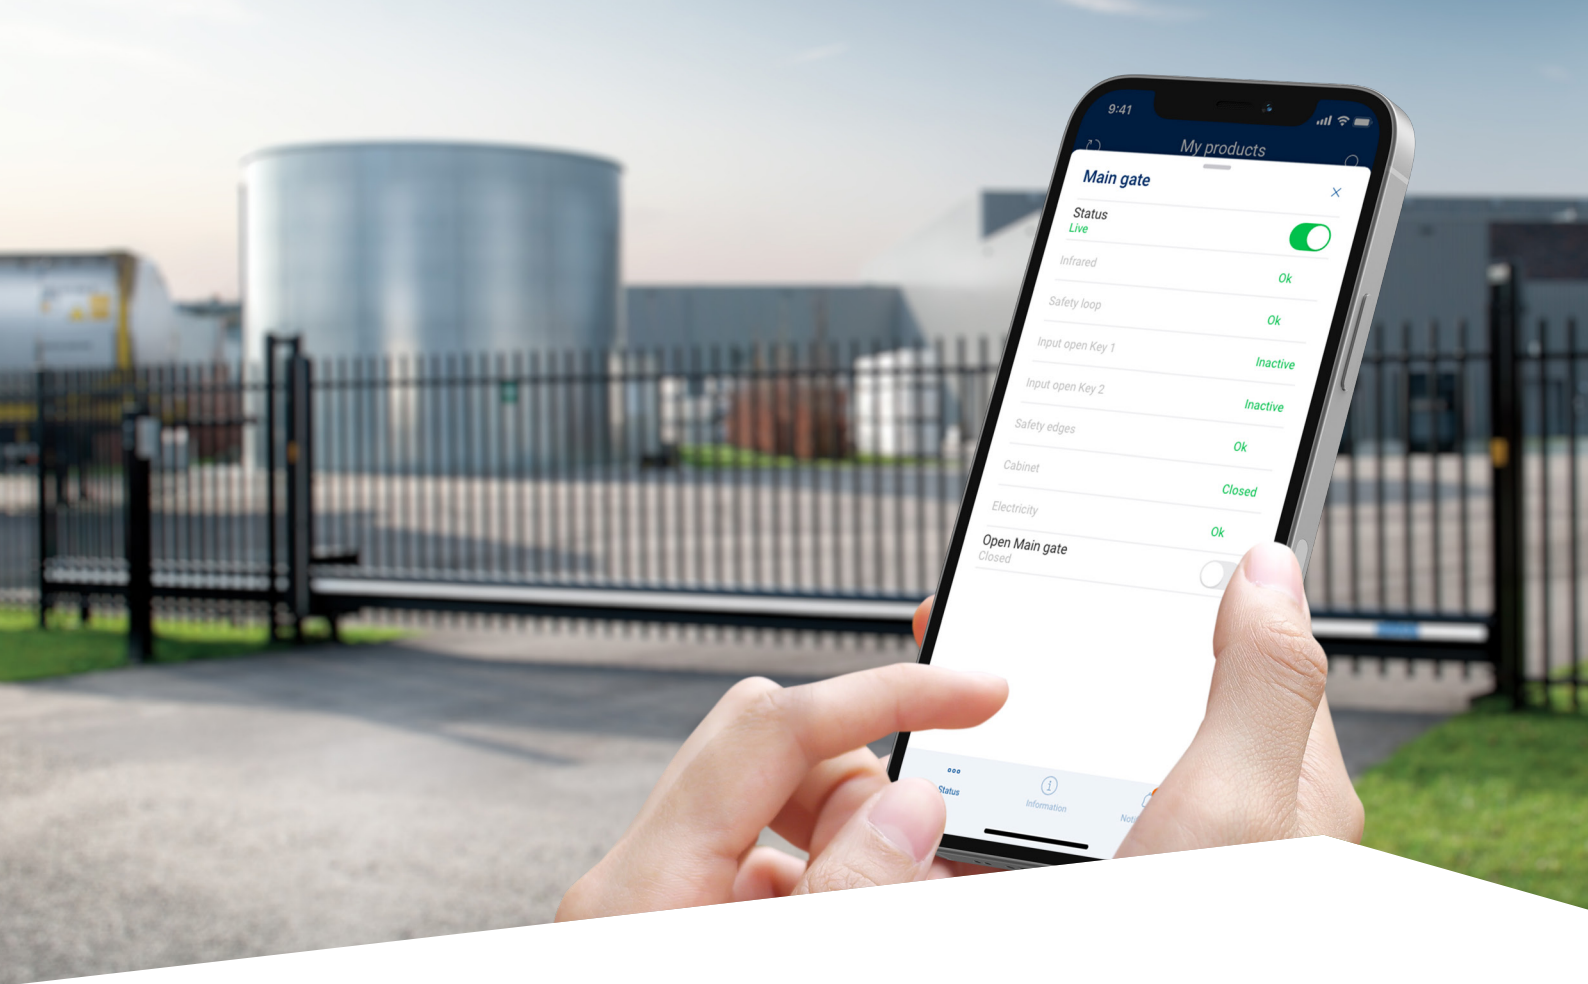 9:41
My products
Main gate
Status
Live
Infrared Ok
Safety loop Ok
Input open Key 1 Inactive
Input open Key 2 Inactive
Safety edges Ok
Cabinet Closed
Electricity Ok
Open Main gate
Closed
Status
Information